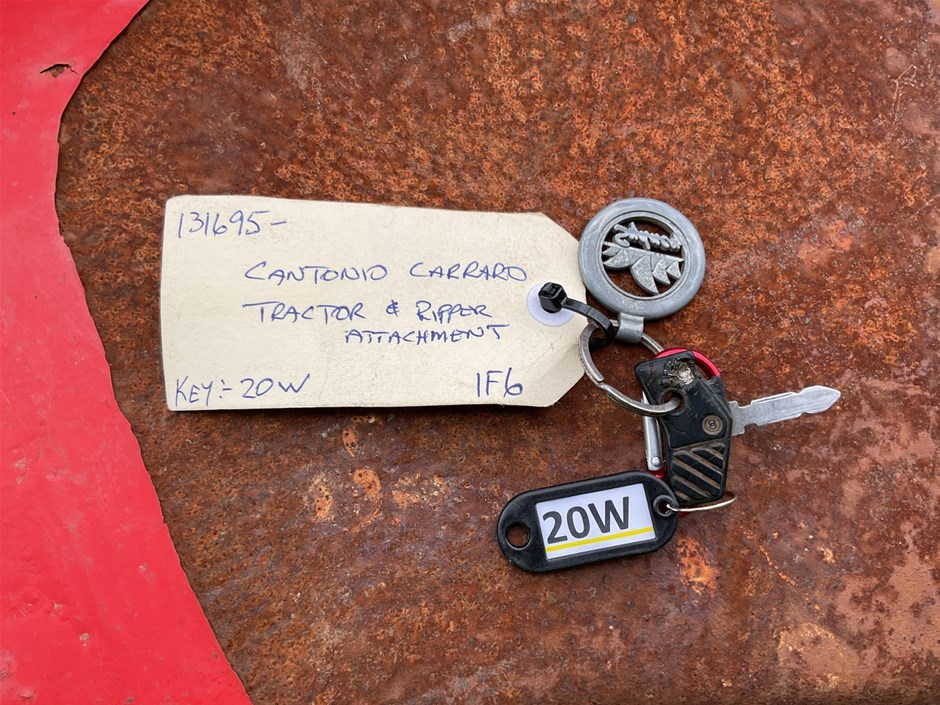 131695-
CANTONIO CARRARO
TRACTOR & RIPPER
ATTACHMENT
KEY:- 20W
1F6
20W